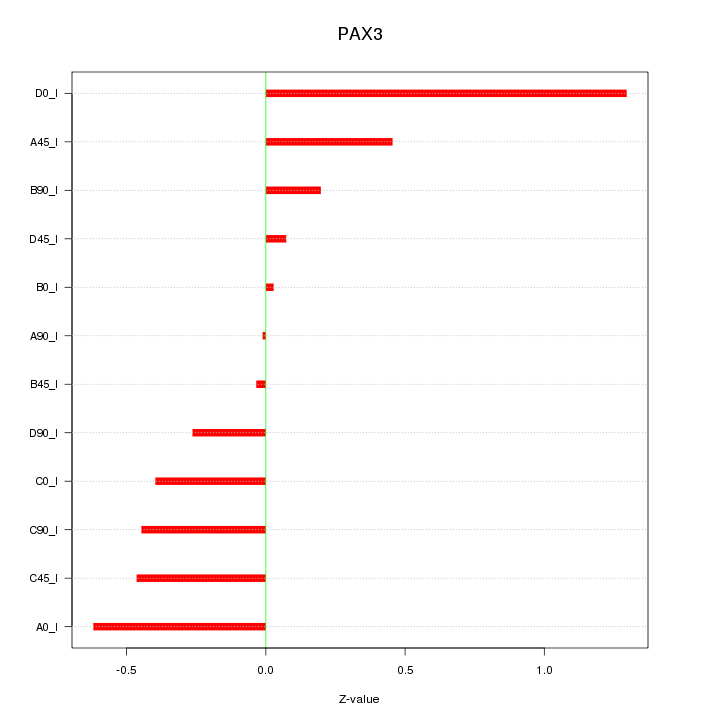 PAX3
D0_I
A45_I
B90_I
D45_I
B0_I
A90_I
B45_I
D90_I
C0_I
C90_I
C45_I
A0_I
-0.5 0.0 0.5 1.0
Z-value